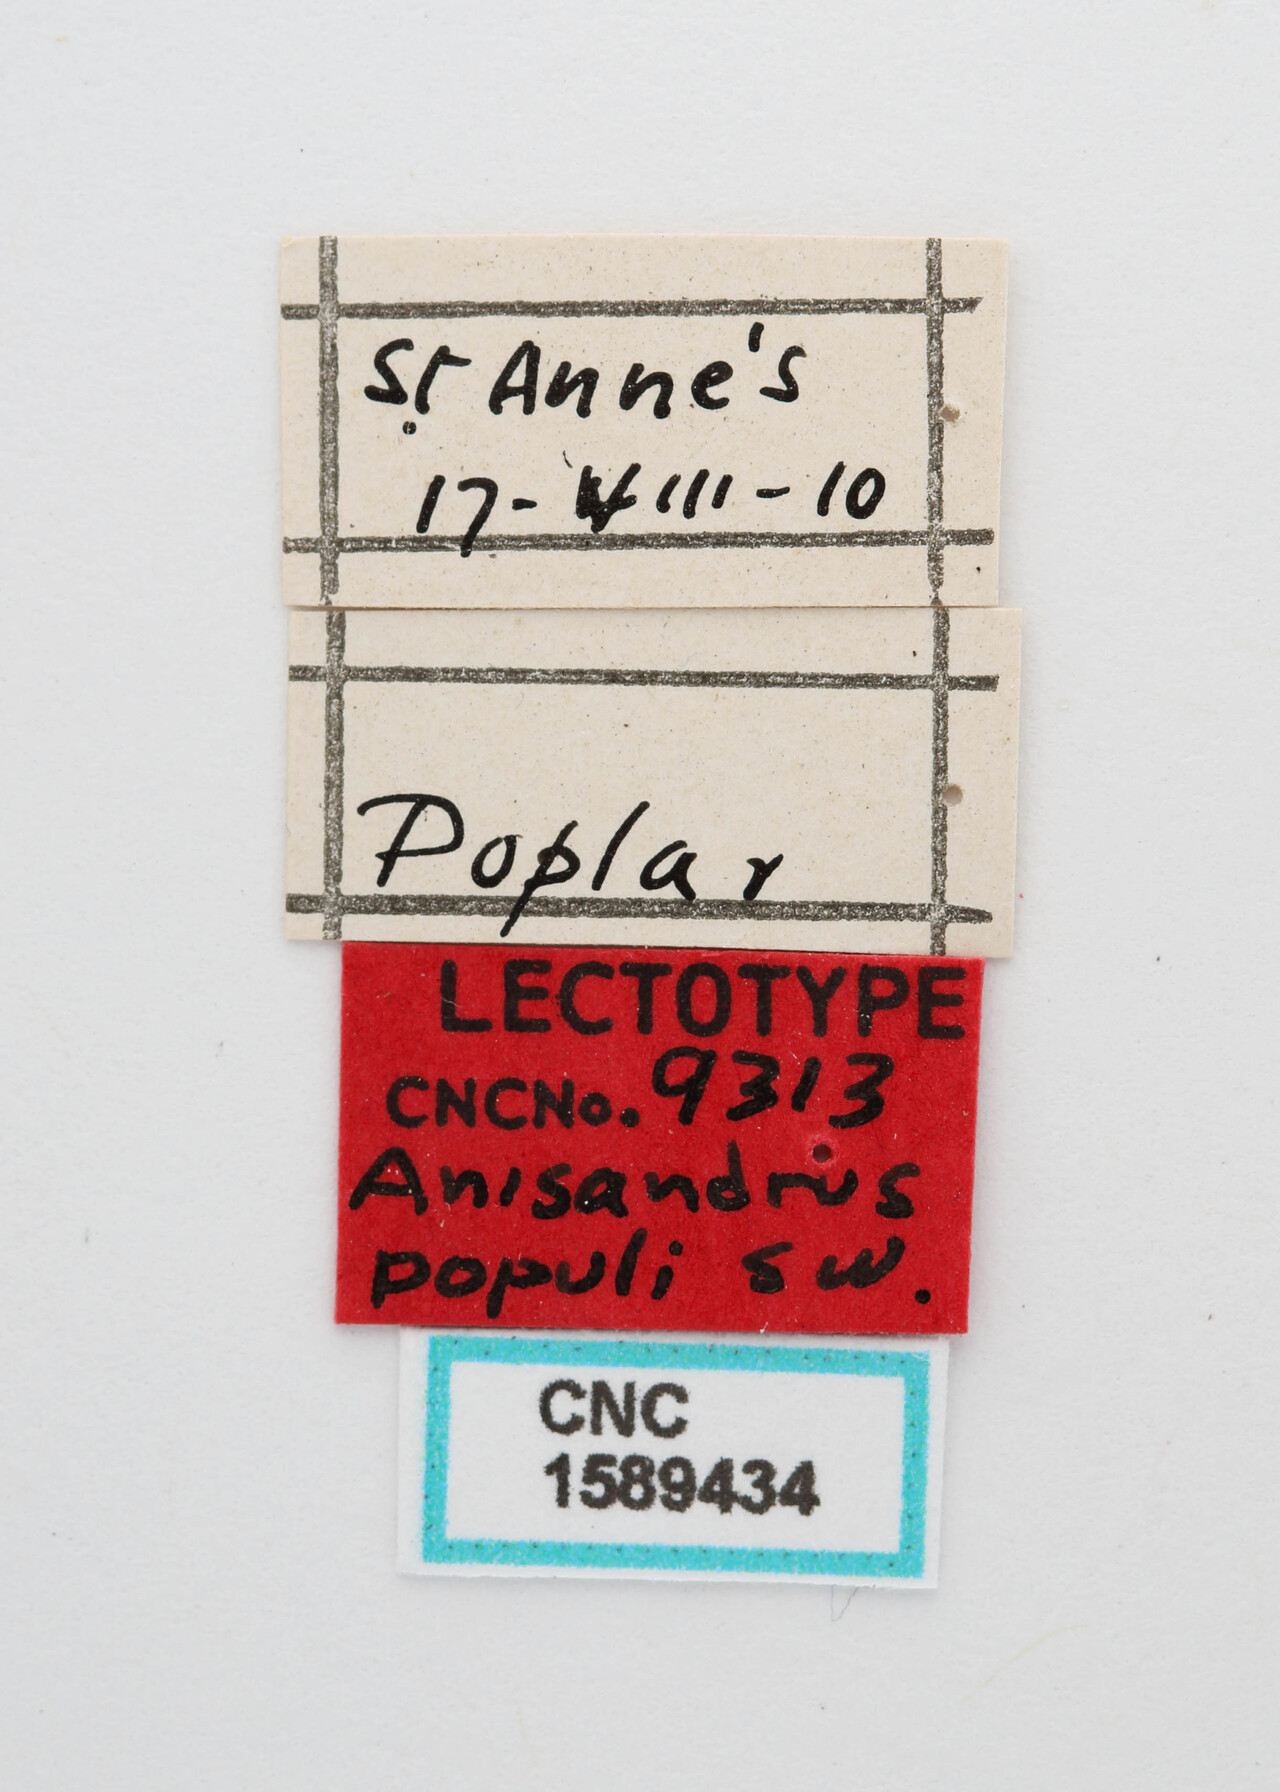 St. Anne's
17-VIII-10
Poplar
LECTOTYPE
CNCNo. 9313
Anisandrus
populi Sw.
CNC
1589434